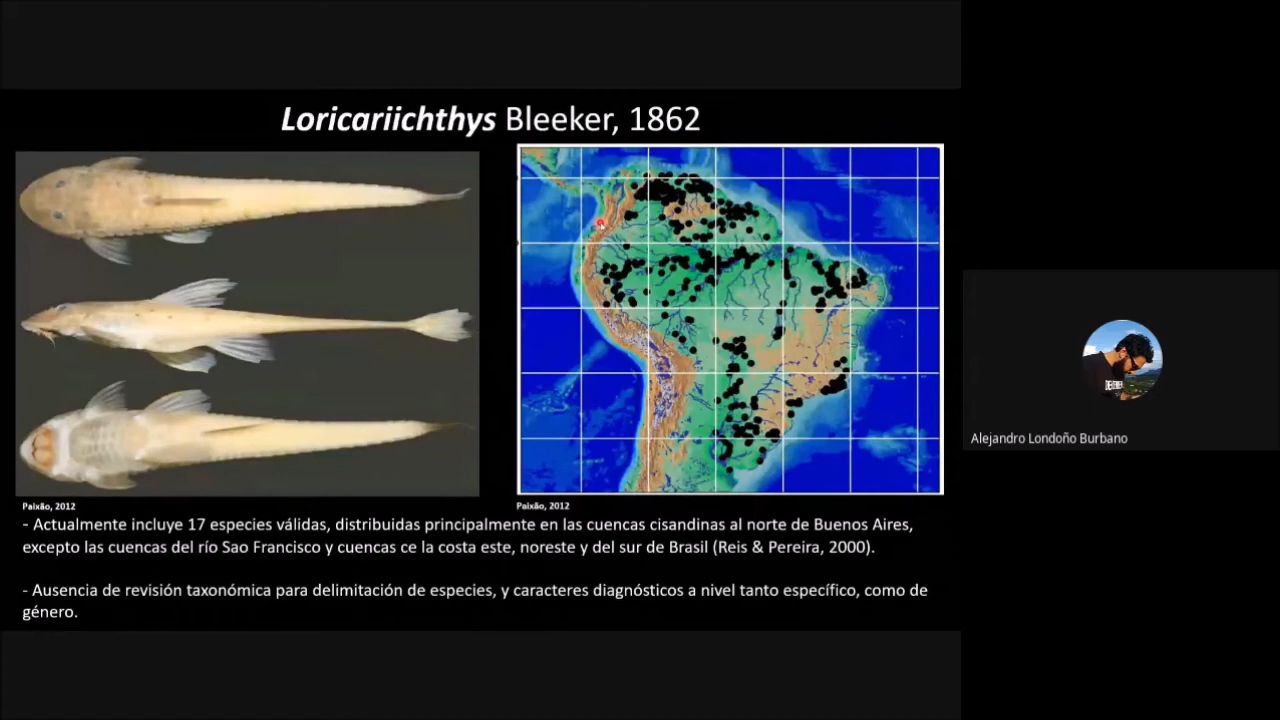 Loricariichthys Bleeker, 1862
Paixão, 2012
Paixão, 2012
- Actualmente incluye 17 especies válidas, distribuidas principalmente en las cuencas cisandinas al norte de Buenos Aires,
excepto las cuencas del río Sao Francisco y cuencas ce la costa este, noreste y del sur de Brasil (Reis & Pereira, 2000).
- Ausencia de revisión taxonómica para delimitación de especies, y caracteres diagnósticos a nivel tanto específico, como de
género.
Alejandro Londoño Burbano